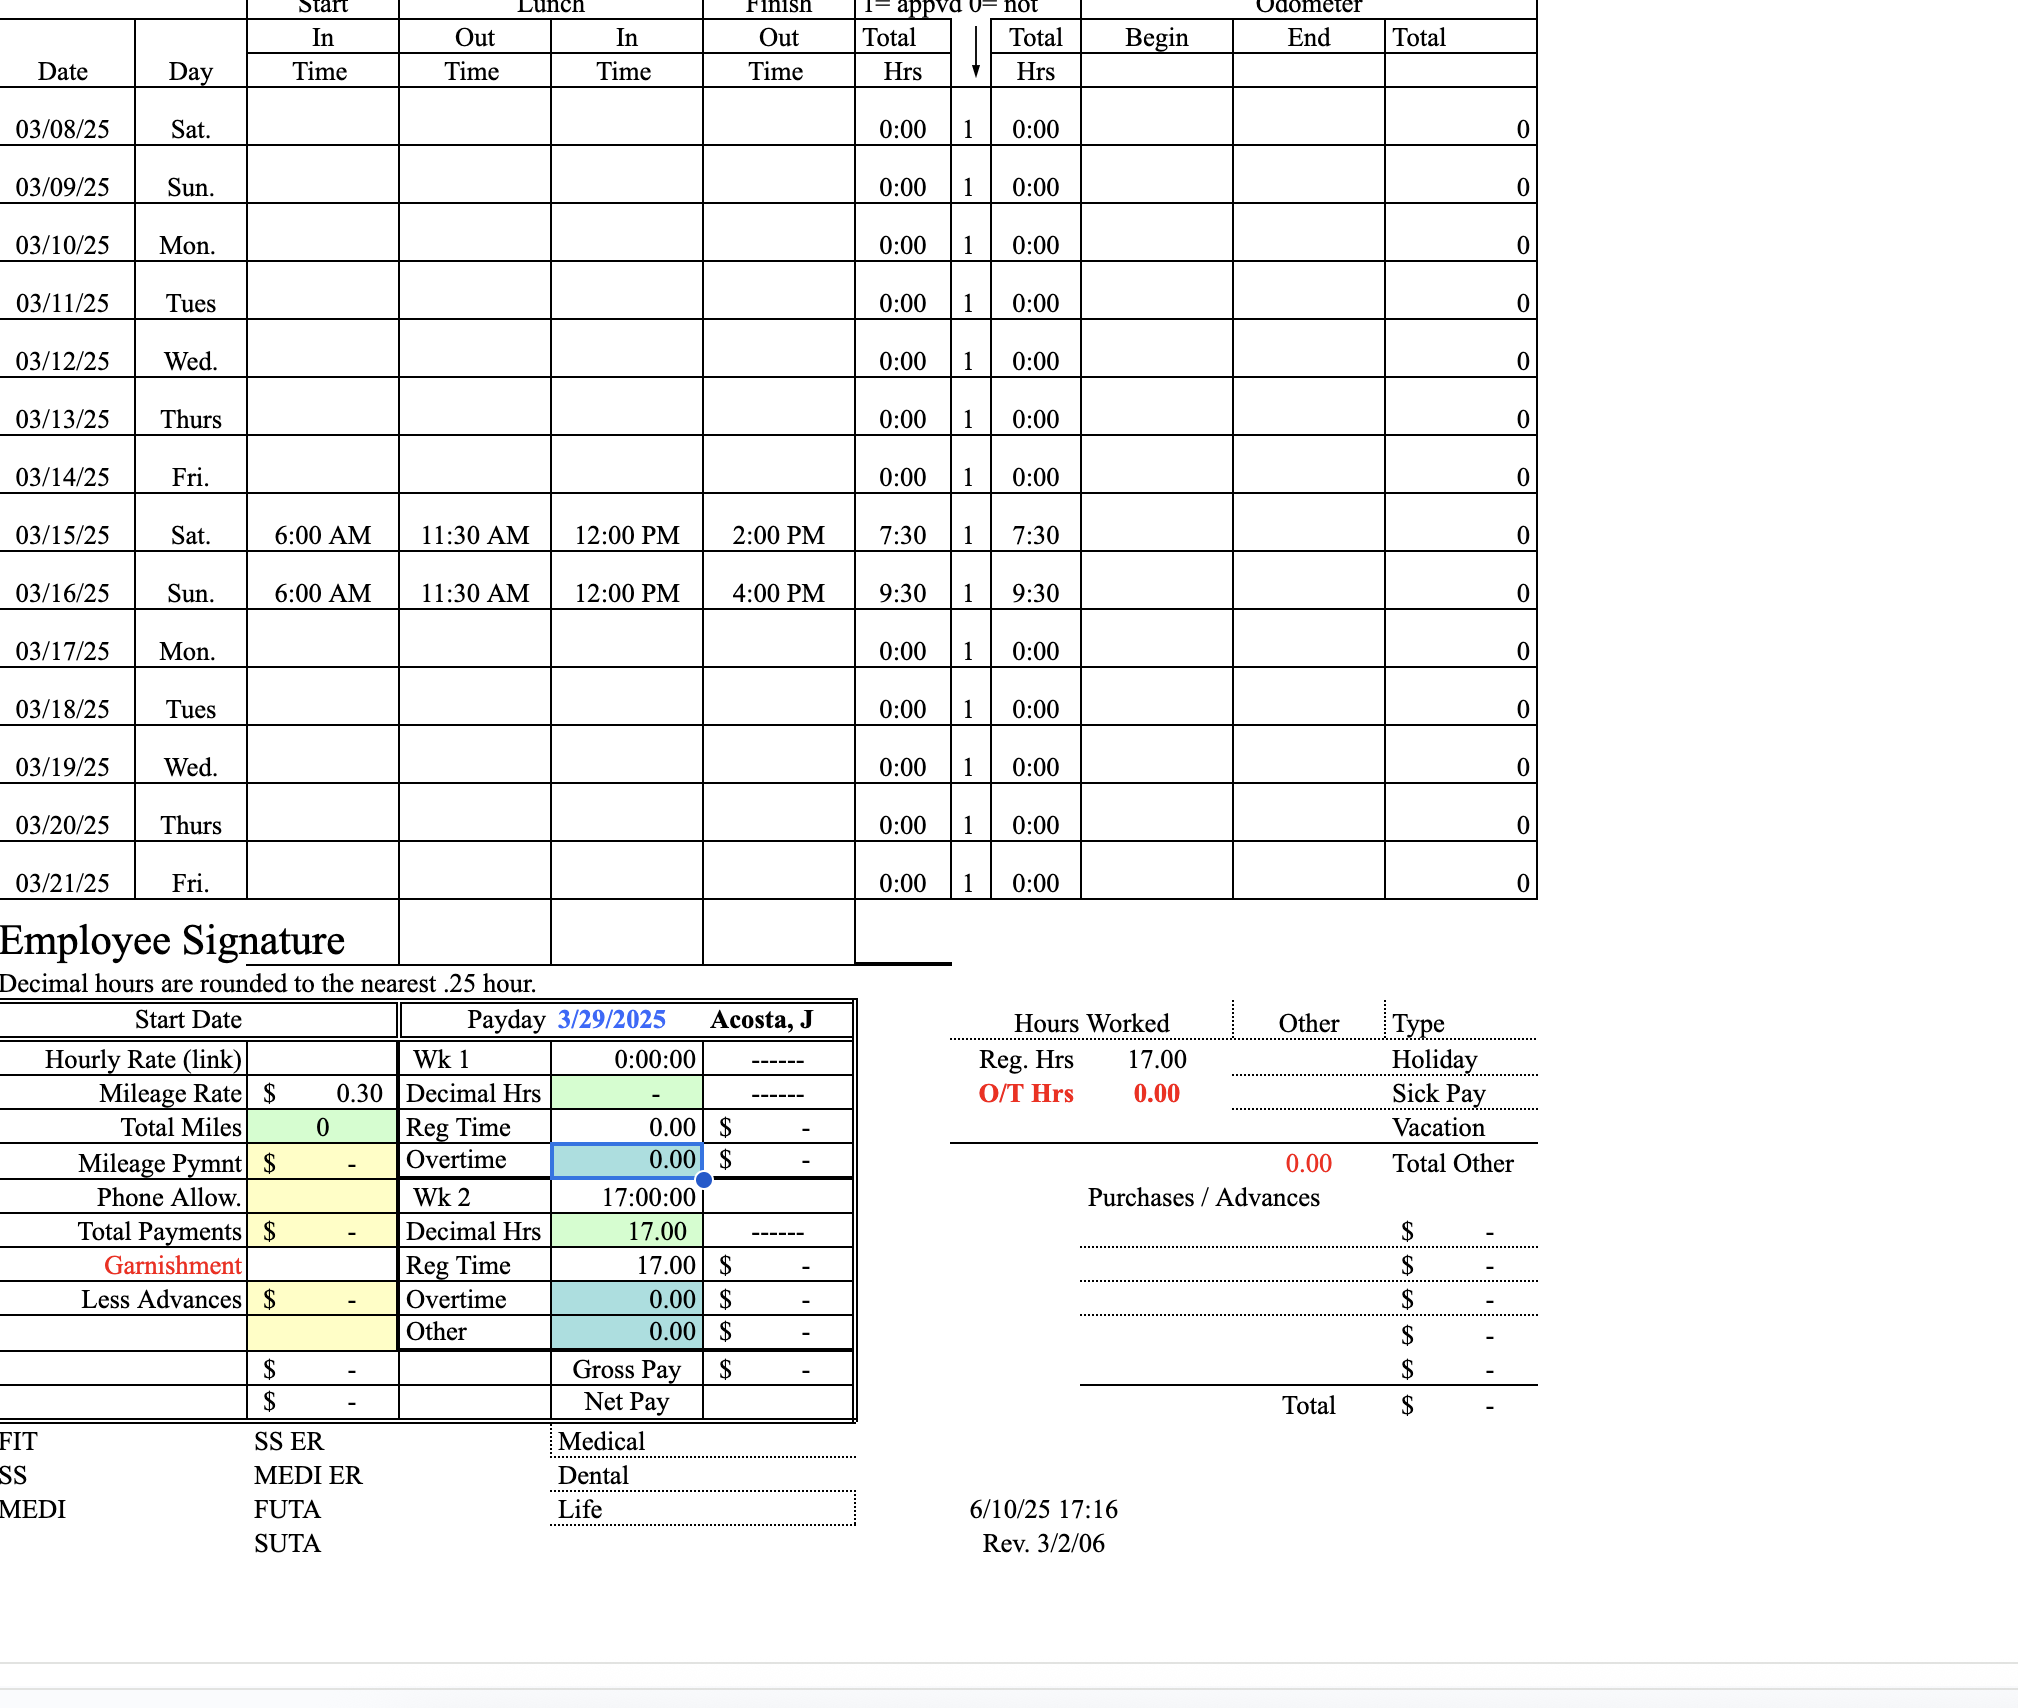 Start Lunch Finish 1= appvd 0= not Odometer
In Out In Out Total Total Begin End Total
Date Day Time Time Time Time Hrs Hrs
03/08/25 Sat. 0:00 1 0:00 0
03/09/25 Sun. 0:00 1 0:00 0
03/10/25 Mon. 0:00 1 0:00 0
03/11/25 Tues 0:00 1 0:00 0
03/12/25 Wed. 0:00 1 0:00 0
03/13/25 Thurs 0:00 1 0:00 0
03/14/25 Fri. 0:00 1 0:00 0
03/15/25 Sat. 6:00 AM 11:30 AM 12:00 PM 2:00 PM 7:30 1 7:30 0
03/16/25 Sun. 6:00 AM 11:30 AM 12:00 PM 4:00 PM 9:30 1 9:30 0
03/17/25 Mon. 0:00 1 0:00 0
03/18/25 Tues 0:00 1 0:00 0
03/19/25 Wed. 0:00 1 0:00 0
03/20/25 Thurs 0:00 1 0:00 0
03/21/25 Fri. 0:00 1 0:00 0
Employee Signature
Decimal hours are rounded to the nearest .25 hour.
Start Date Payday 3/29/2025 Acosta, J Hours Worked Other Type
Hourly Rate (link) Wk 1 0:00:00 ------ Reg. Hrs 17.00 Holiday
Mileage Rate $ 0.30 Decimal Hrs - ------ O/T Hrs 0.00 Sick Pay
Total Miles 0 Reg Time 0.00 $ - Vacation
Mileage Pymnt $ - Overtime 0.00 $ - 0.00 Total Other
Phone Allow. Wk 2 17:00:00 Purchases / Advances
Total Payments $ - Decimal Hrs 17.00 ------ $ -
Garnishment Reg Time 17.00 $ - $ -
Less Advances $ - Overtime 0.00 $ - $ -
Other 0.00 $ - $ -
$ - Gross Pay $ - $ -
$ - Net Pay Total $ -
FIT SS ER Medical
SS MEDI ER Dental
MEDI FUTA Life 6/10/25 17:16
SUTA Rev. 3/2/06